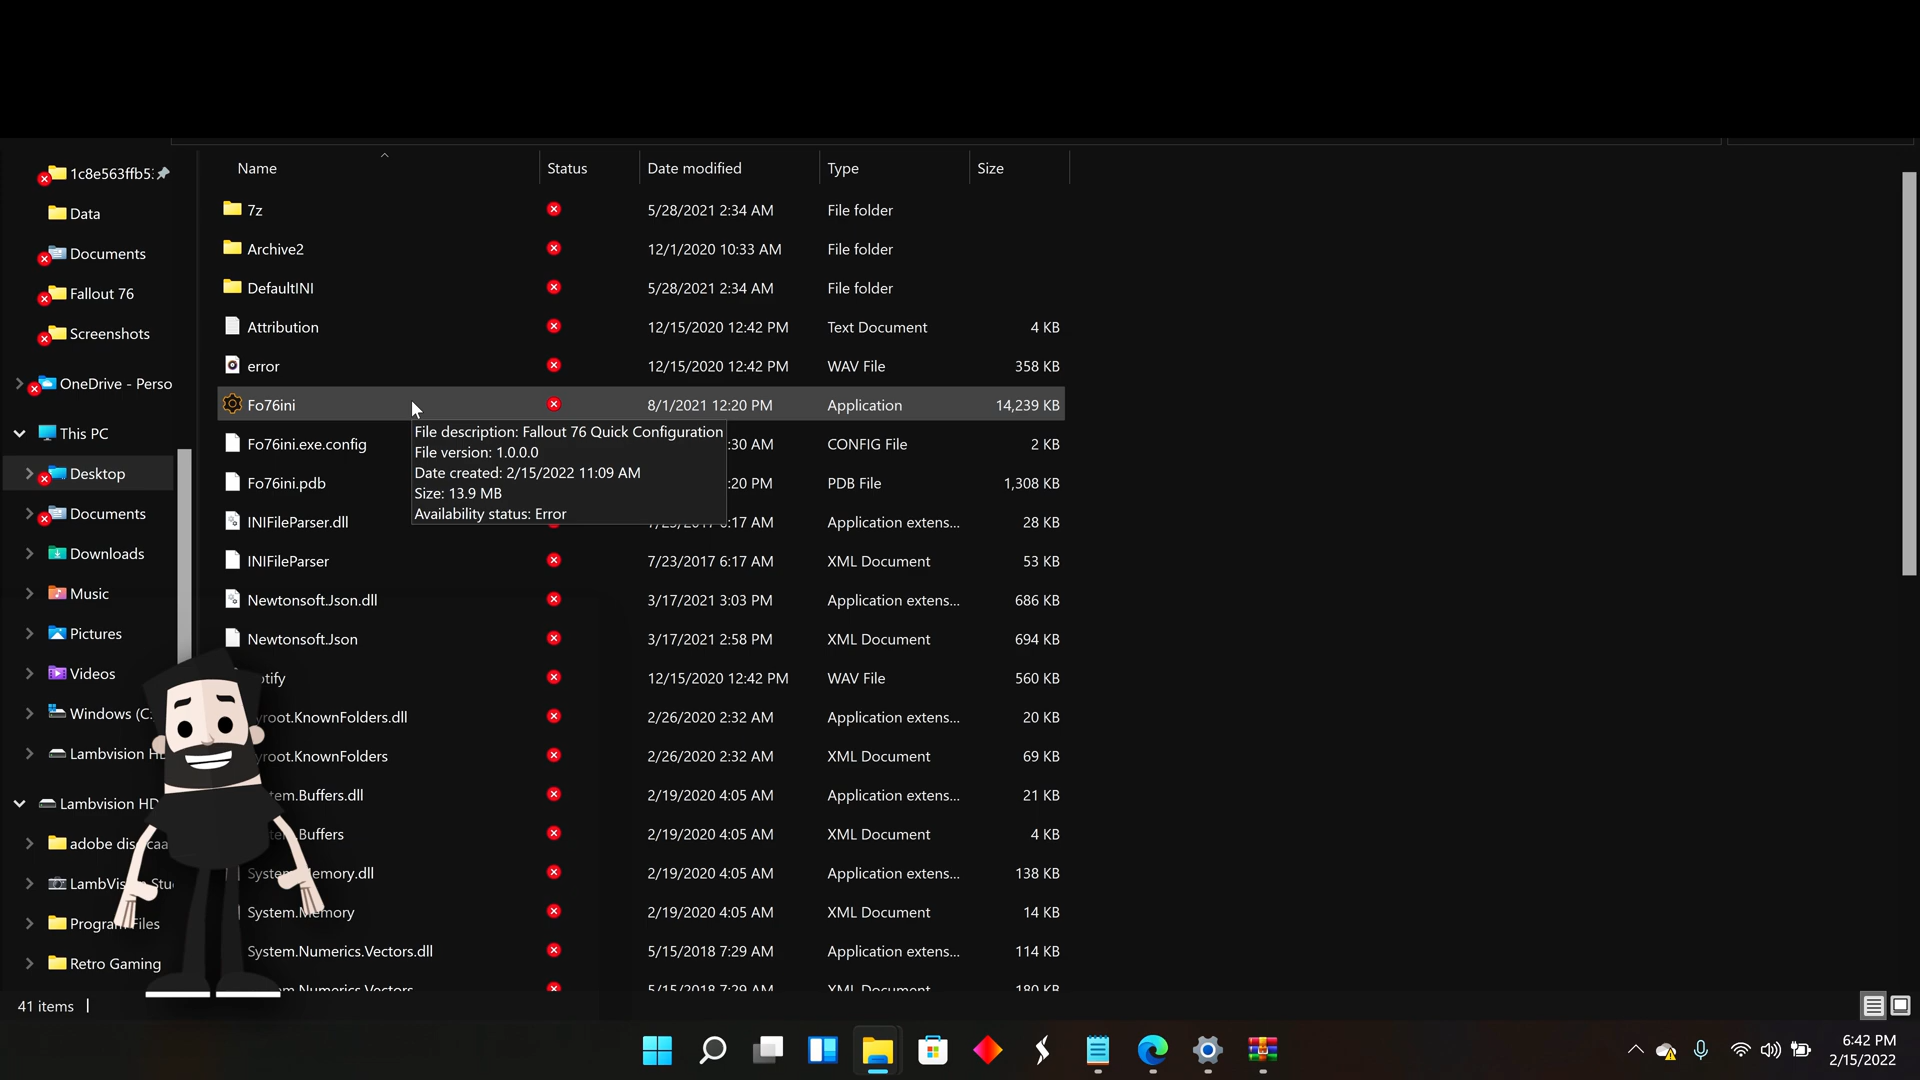 Name Status Date modified Type Size
1c8e563ffb5
Data
Documents
Fallout 76
Screenshots
OneDrive - Perso
This PC
Desktop
Documents
Downloads
Music
Pictures
Videos
Windows (C:
Lambvision HD
Lambvision HD
adobe
Program Files
Retro Gaming
7z 5/28/2021 2:34 AM File folder
Archive2 12/1/2020 10:33 AM File folder
DefaultINI 5/28/2021 2:34 AM File folder
Attribution 12/15/2020 12:42 PM Text Document 4 KB
error 12/15/2020 12:42 PM WAV File 358 KB
Fo76ini 8/1/2021 12:20 PM Application 14,239 KB
Fo76ini.exe.config :30 AM CONFIG File 2 KB
Fo76ini.pdb :20 PM PDB File 1,308 KB
INIFileParser.dll 7/23/2017 6:17 AM Application extens... 28 KB
INIFileParser 7/23/2017 6:17 AM XML Document 53 KB
Newtonsoft.Json.dll 3/17/2021 3:03 PM Application extens... 686 KB
Newtonsoft.Json 3/17/2021 2:58 PM XML Document 694 KB
otify 12/15/2020 12:42 PM WAV File 560 KB
yroot.KnownFolders.dll 2/26/2020 2:32 AM Application extens... 20 KB
yroot.KnownFolders 2/26/2020 2:32 AM XML Document 69 KB
em.Buffers.dll 2/19/2020 4:05 AM Application extens... 21 KB
tem.Buffers 2/19/2020 4:05 AM XML Document 4 KB
System.Memory.dll 2/19/2020 4:05 AM Application extens... 138 KB
System.Memory 2/19/2020 4:05 AM XML Document 14 KB
System.Numerics.Vectors.dll 5/15/2018 7:29 AM Application extens... 114 KB
em.Numerics.Vectors 5/15/2018 7:29 AM XML Document 180 KB
File description: Fallout 76 Quick Configuration
File version: 1.0.0.0
Date created: 2/15/2022 11:09 AM
Size: 13.9 MB
Availability status: Error
41 items
6:42 PM
2/15/2022